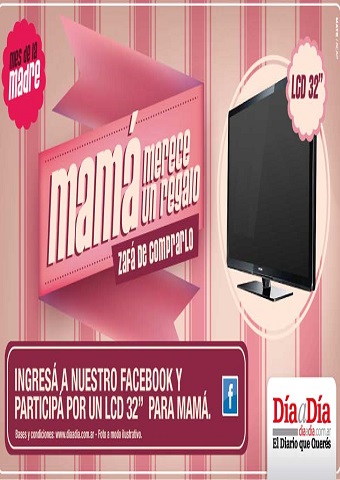 mes de la
madre
LCD 32"
mamá
merece
un regalo
zafá de comprarlo
INGRESÁ A NUESTRO FACEBOOK Y
PARTICIPÁ POR UN LCD 32" PARA MAMÁ.
Bases y condiciones: www.diaadia.com.ar - Foto a modo ilustrativo.
f
Día a Día
diaadia.com.ar
El Diario que Querés